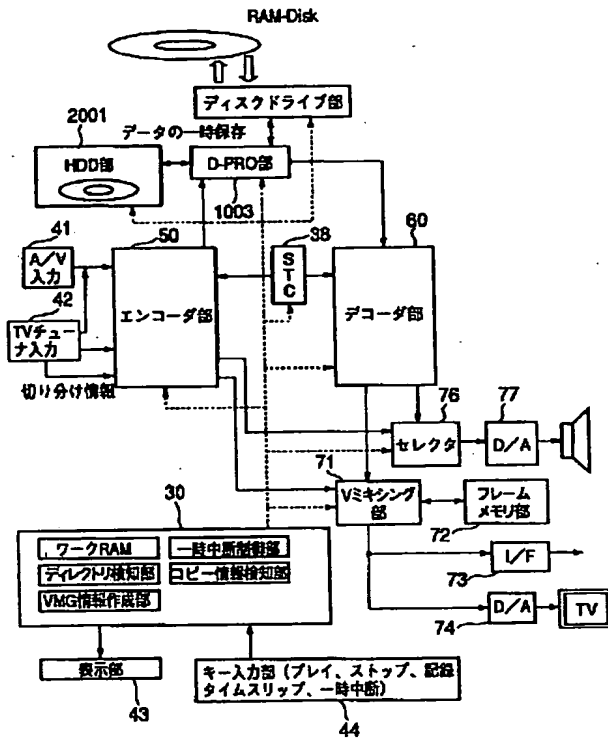 RAM-Disk
ディスクドライブ部
データの一時保存
2001
HDD部
D-PRO部
1003
50
60
38
41
A/V
入力
STC
42
エンコーダ部
デコーダ部
TVチュー
ナ入力
切り分け情報
76
77
セレクタ
D/A
71
Vミキシング
部
フレーム
メモリ部
72
30
ワークRAM
一時中断制御部
ディレクトリ検知部
コピー情報検知部
VMG情報作成部
I/F
73
D/A
TV
74
表示部
43
キー入力部(プレイ、ストップ、記録
タイムスリップ、一時中断)
44